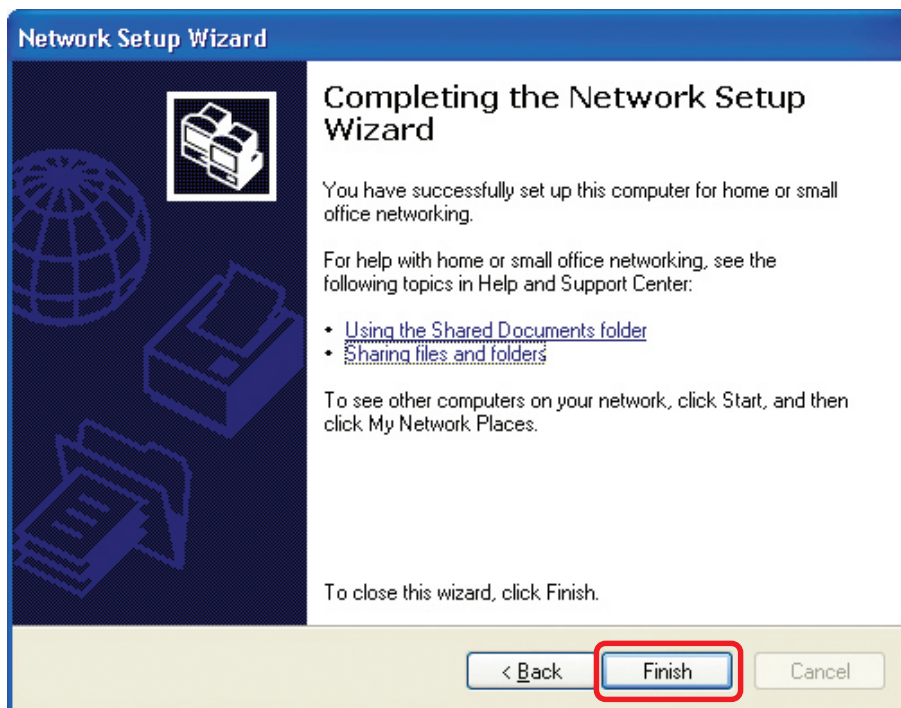 Network Setup Wizard
Completing the Network Setup
Wizard
You have successfully set up this computer for home or small
office networking.
For help with home or small office networking, see the
following topics in Help and Support Center:
• Using the Shared Documents folder
• Sharing files and folders
To see other computers on your network, click Start, and then
click My Network Places.
To close this wizard, click Finish.
< Back Finish Cancel